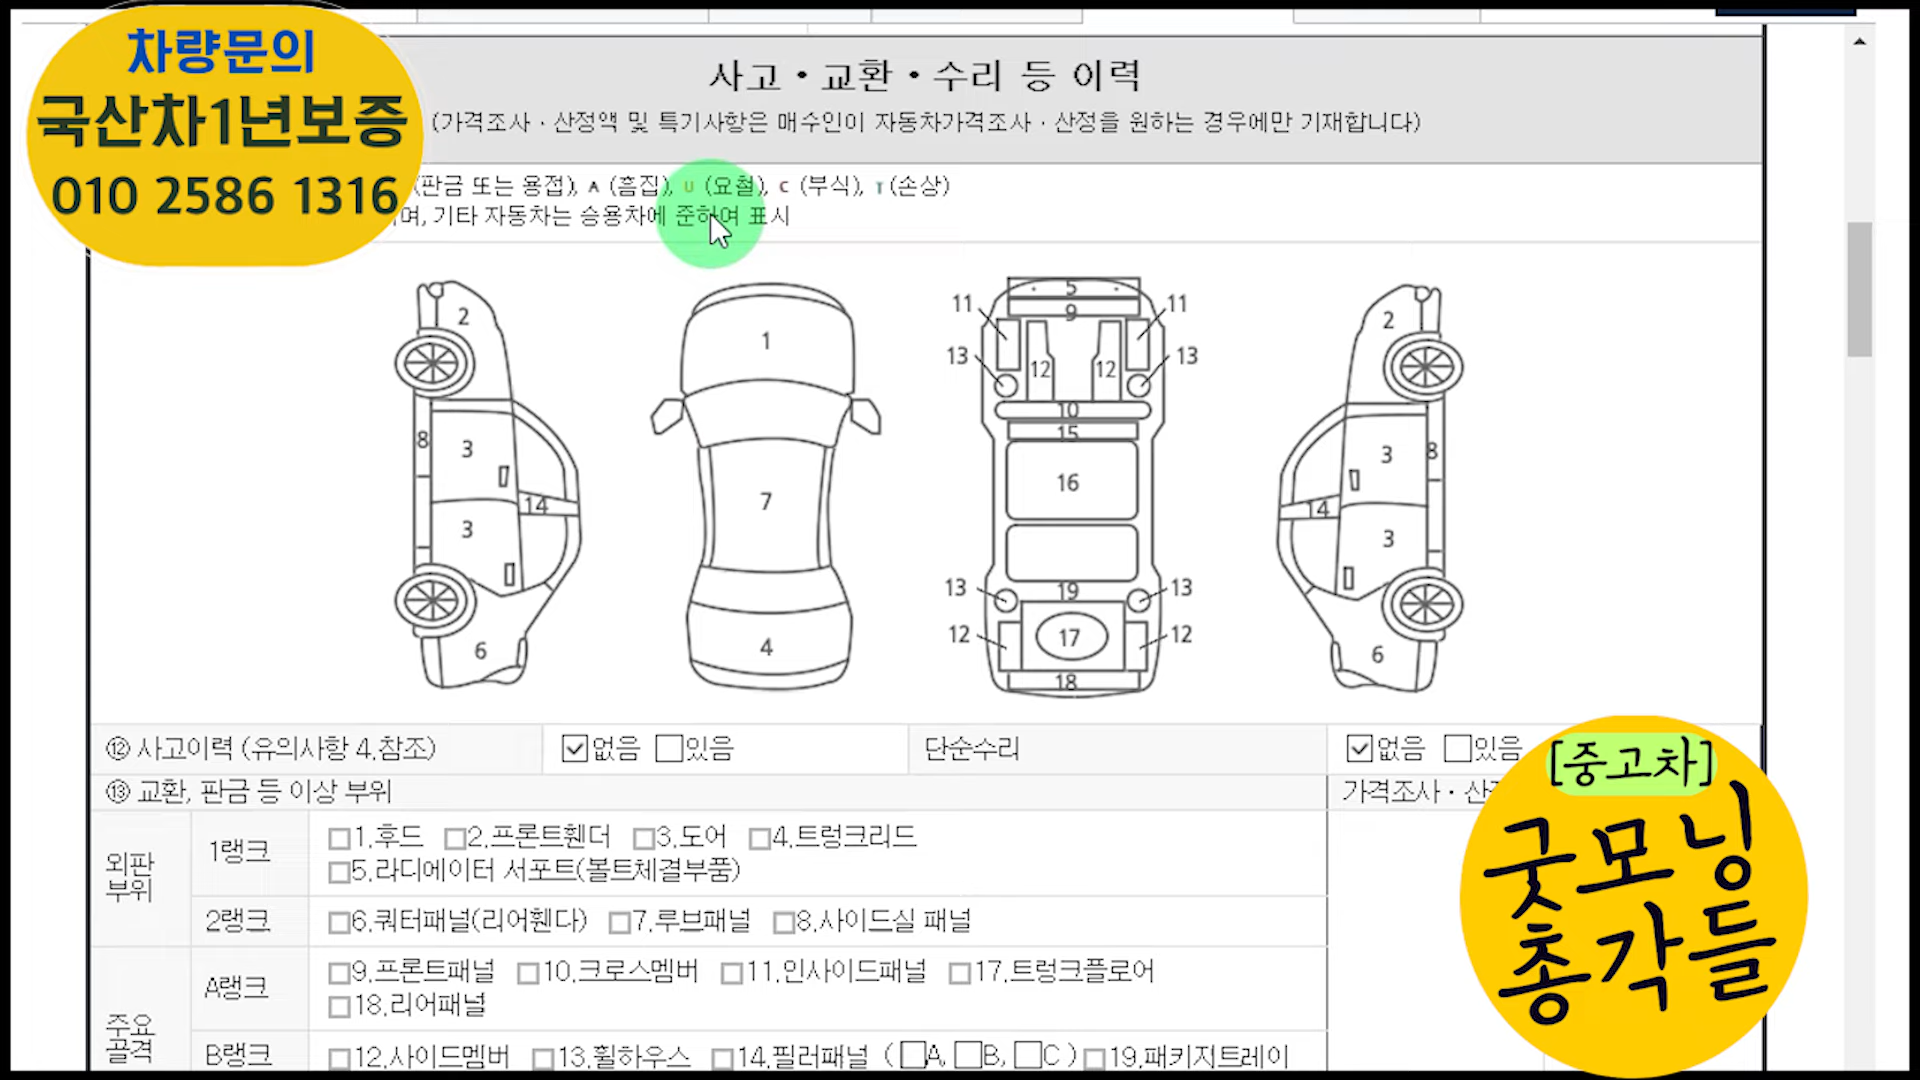 차량문의
국산차1년보증
010 2586 1316
사고·교환·수리 등 이력
(가격조사·산정액 및 특기사항은 매수인이 자동차가격조사·산정을 원하는 경우에만 기재합니다)
(판금 또는 용접), A (흠집), U (요철), C (부식), T (손상)
며, 기타 자동차는 승용차에 준하여 표시
2
8
3
3
14
6
1
7
4
5
9
11
11
13
13
12
12
10
15
16
19
13
13
17
12
12
18
2
8
3
3
14
6
⑫ 사고이력 (유의사항 4.참조) 없음 있음 단순수리 없음 있음
⑬ 교환, 판금 등 이상 부위 가격조사·산
외판
부위
1랭크 1.후드 2.프론트휀더 3.도어 4.트렁크리드
5.라디에이터 서포트(볼트체결부품)
2랭크 6.쿼터패널(리어휀다) 7.루브패널 8.사이드실 패널
주요
골격
A랭크 9.프론트패널 10.크로스멤버 11.인사이드패널 17.트렁크플로어
18.리어패널
B랭크 12.사이드멤버 13.휠하우스 14.필러패널 ( A, B, C ) 19.패키지트레이
[중고차]
굿모닝
총각들